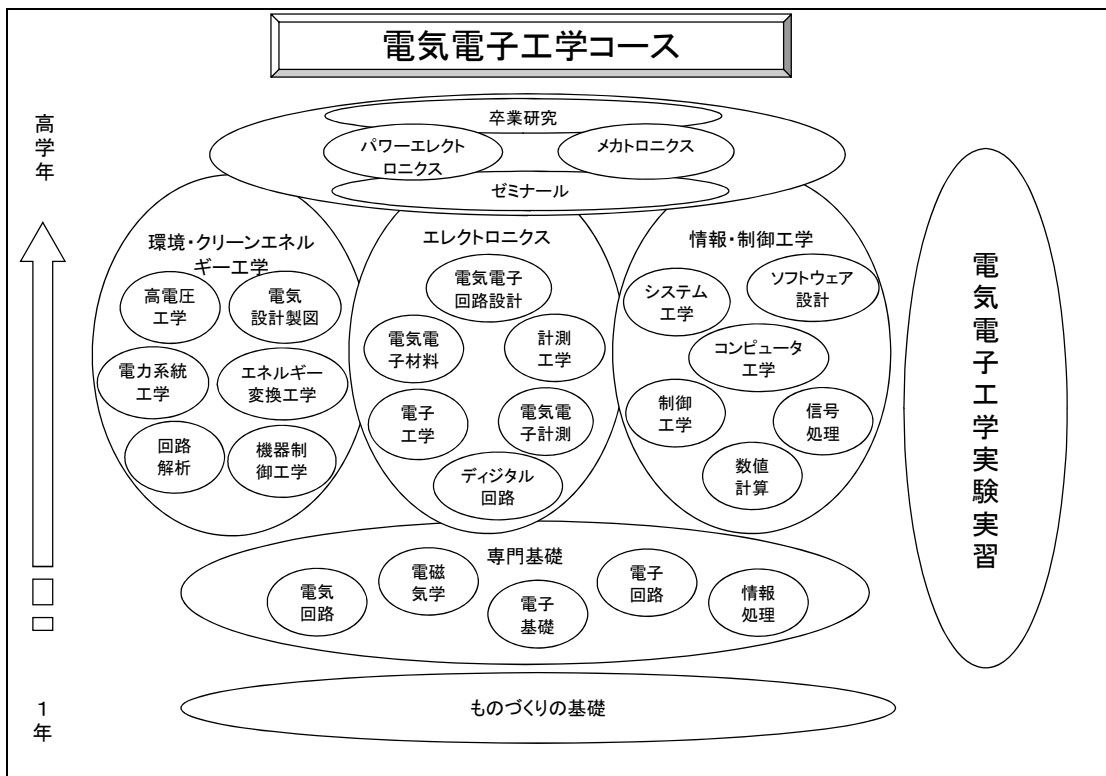 電気電子工学コース
高学年
卒業研究
パワーエレクト
ロニクス
メカトロニクス
ゼミナール
環境・クリーンエネル
ギー工学
高電圧
工学
電気
設計製図
電力系統
工学
エネルギー
変換工学
回路
解析
機器制
御工学
エレクトロニクス
電気電子
回路設計
電気電
子材料
計測
工学
電子
工学
電気電
子計測
ディジタル
回路
情報・制御工学
システム
工学
ソフトウェア
設計
コンピュータ
工学
制御
工学
信号
処理
数値
計算
電気電子工学実験実習
専門基礎
電気
回路
電磁
気学
電子
基礎
電子
回路
情報
処理
1年
ものづくりの基礎